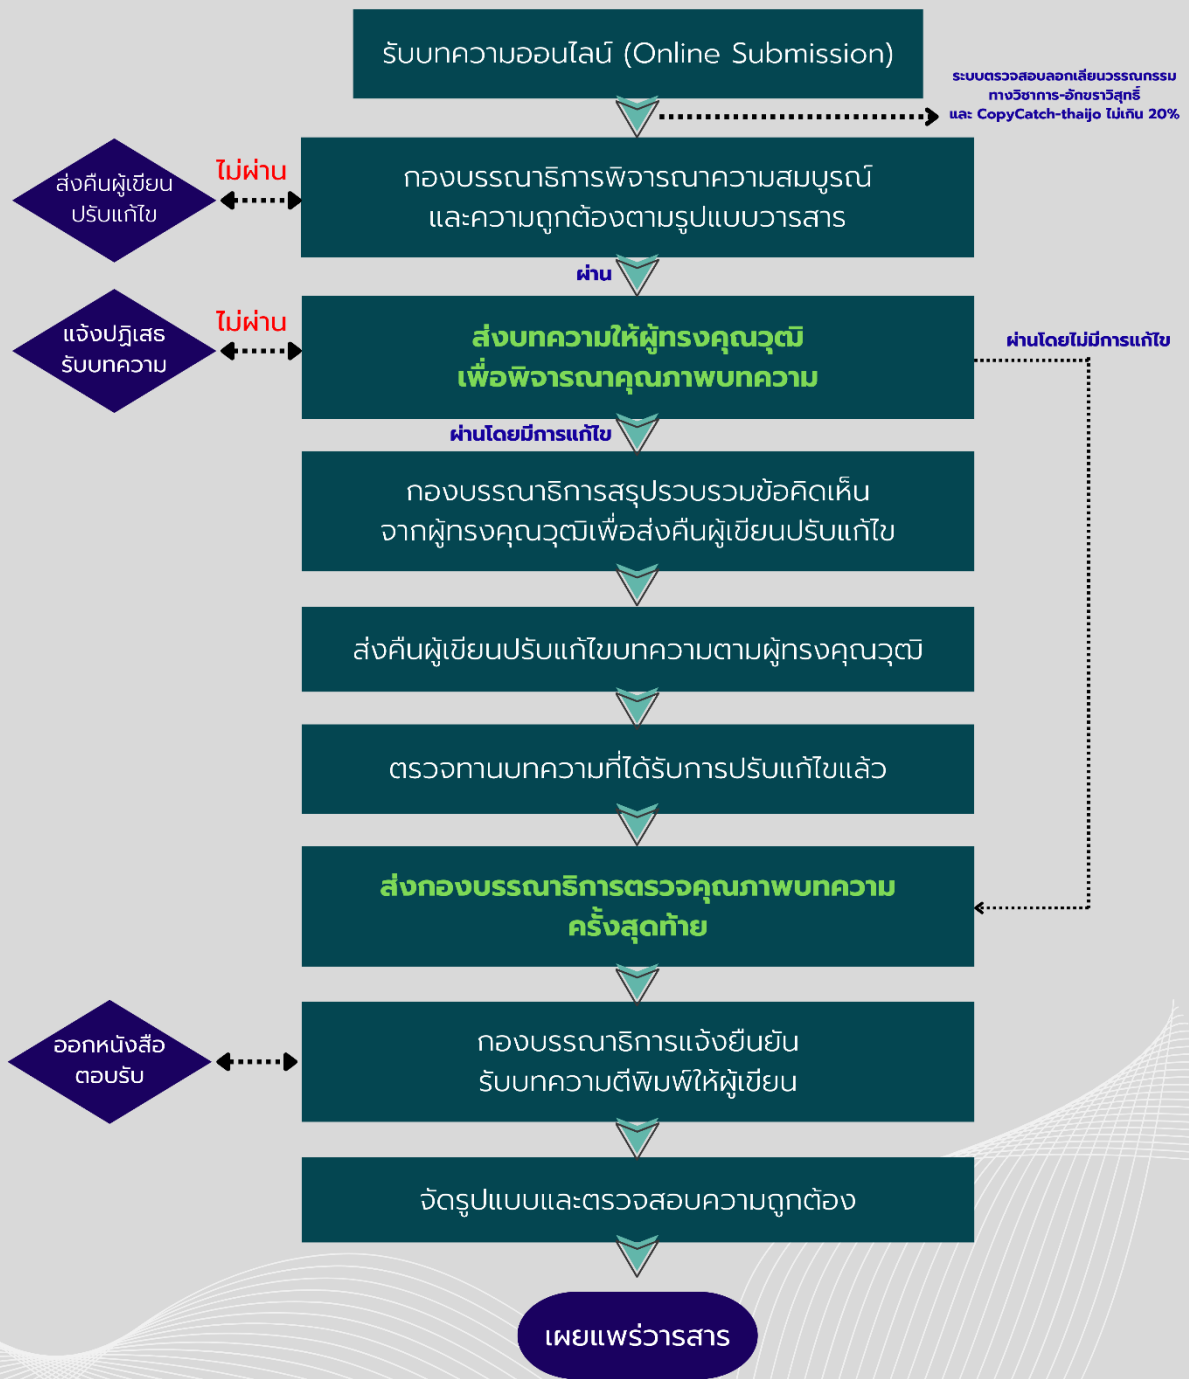 รับบทความออนไลน์ (Online Submission)
ระบบตรวจสอบลอกเลียนวรรณกรรม
ทางวิชาการ-อักขราวิสุทธิ์
และ CopyCatch-thaijo ไม่เกิน 20%
ส่งคืนผู้เขียน
ปรับแก้ไข
ไม่ผ่าน
กองบรรณาธิการพิจารณาความสมบูรณ์
และความถูกต้องตามรูปแบบวารสาร
ผ่าน
แจ้งปฏิเสธ
รับบทความ
ไม่ผ่าน
ส่งบทความให้ผู้ทรงคุณวุฒิ
เพื่อพิจารณาคุณภาพบทความ
ผ่านโดยไม่มีการแก้ไข
ผ่านโดยมีการแก้ไข
กองบรรณาธิการสรุปรวบรวมข้อคิดเห็น
จากผู้ทรงคุณวุฒิเพื่อส่งคืนผู้เขียนปรับแก้ไข
ส่งคืนผู้เขียนปรับแก้ไขบทความตามผู้ทรงคุณวุฒิ
ตรวจทานบทความที่ได้รับการปรับแก้ไขแล้ว
ส่งกองบรรณาธิการตรวจคุณภาพบทความ
ครั้งสุดท้าย
ออกหนังสือ
ตอบรับ
กองบรรณาธิการแจ้งยืนยัน
รับบทความตีพิมพ์ให้ผู้เขียน
จัดรูปแบบและตรวจสอบความถูกต้อง
เผยแพร่วารสาร